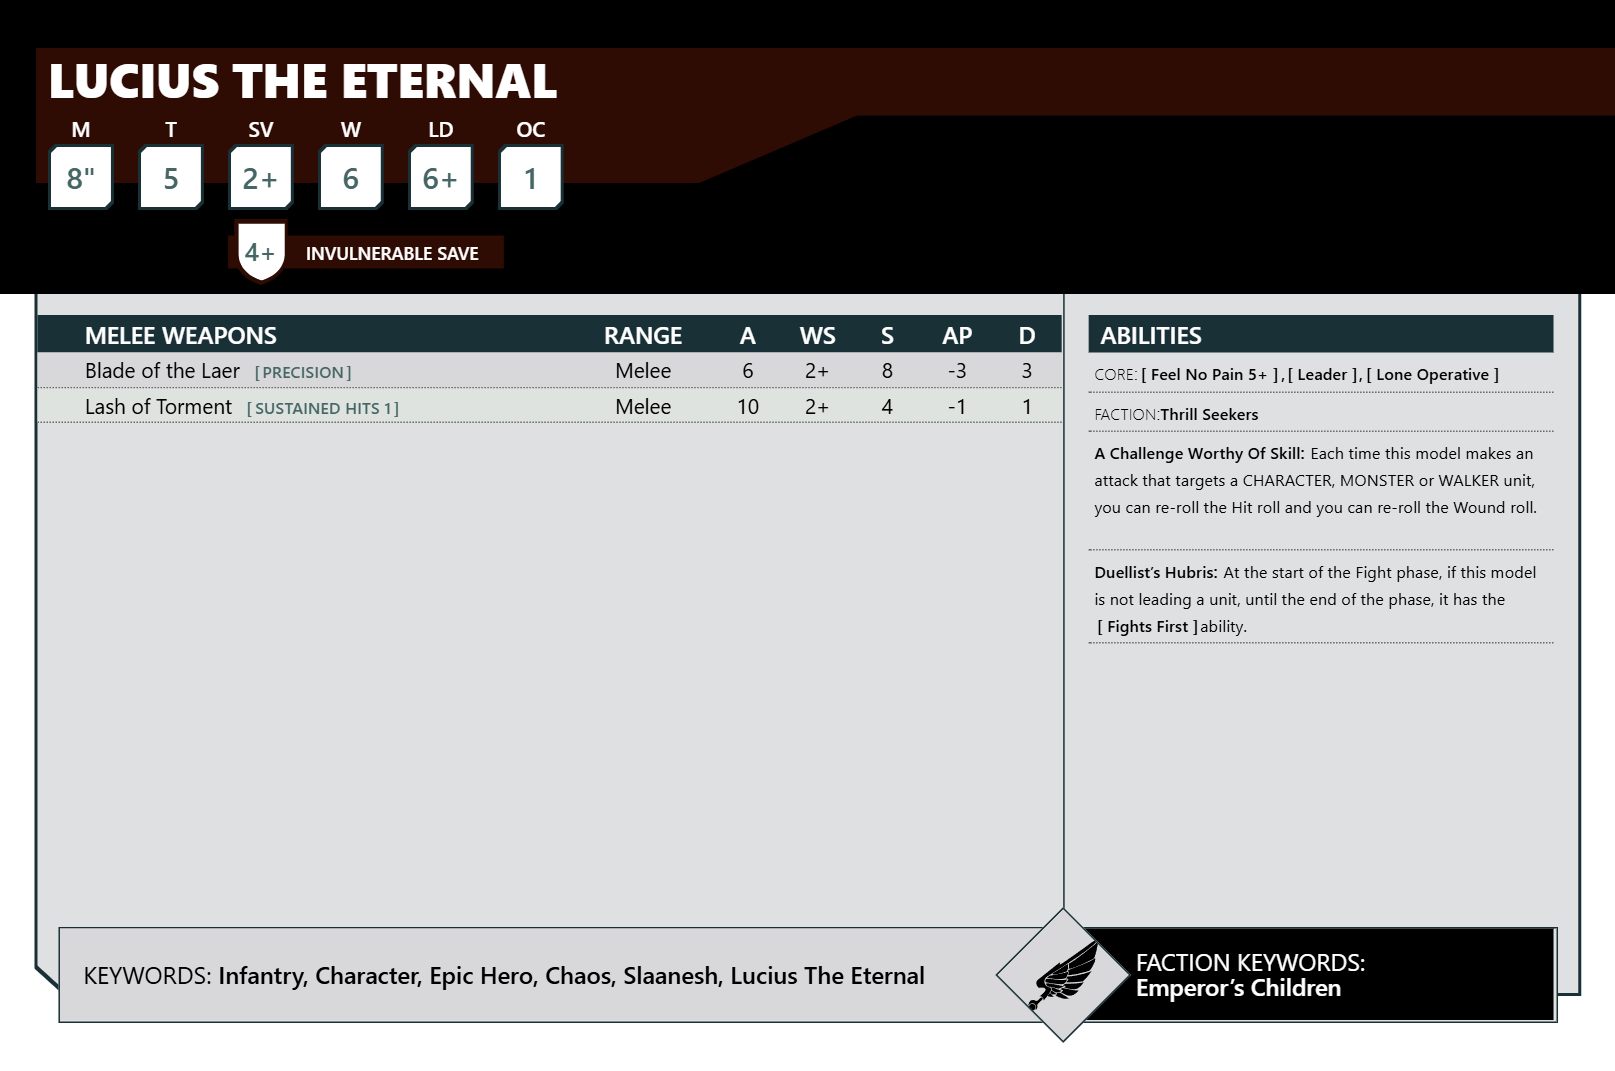 LUCIUS THE ETERNAL
M T SV W LD OC
8" 5 2+ 6 6+ 1
4+ INVULNERABLE SAVE
MELEE WEAPONS RANGE A WS S AP D
Blade of the Laer [PRECISION] Melee 6 2+ 8 -3 3
Lash of Torment [SUSTAINED HITS 1] Melee 10 2+ 4 -1 1
ABILITIES
CORE: [ Feel No Pain 5+ ] ,[ Leader ], [ Lone Operative ]
FACTION:Thrill Seekers
A Challenge Worthy Of Skill: Each time this model makes an
attack that targets a CHARACTER, MONSTER or WALKER unit,
you can re-roll the Hit roll and you can re-roll the Wound roll.
Duellist’s Hubris: At the start of the Fight phase, if this model
is not leading a unit, until the end of the phase, it has the
[ Fights First ] ability.
KEYWORDS: Infantry, Character, Epic Hero, Chaos, Slaanesh, Lucius The Eternal
FACTION KEYWORDS:
Emperor’s Children